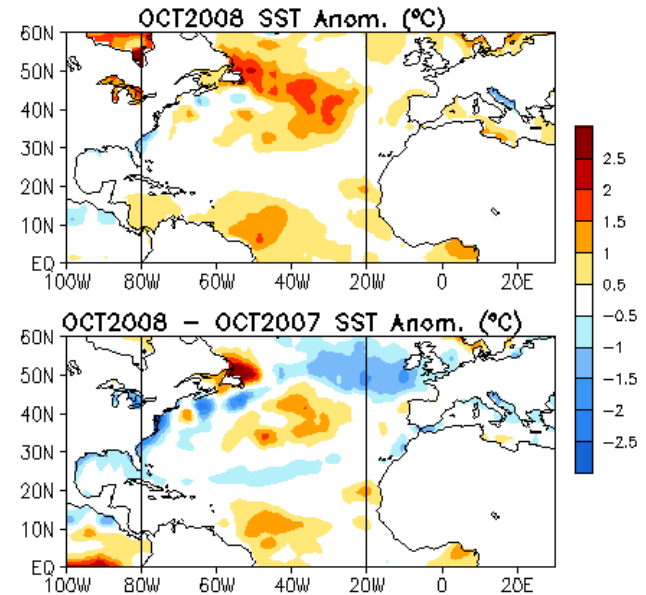 OCT2008 SST Anom. (°C)
60N
50N
40N
30N
20N
10N
EQ
100W 80W 60W 40W 20W 0 20E
OCT2008 – OCT2007 SST Anom. (°C)
60N
50N
40N
30N
20N
10N
EQ
100W 80W 60W 40W 20W 0 20E
2.5
2
1.5
1
0.5
−0.5
−1
−1.5
−2
−2.5